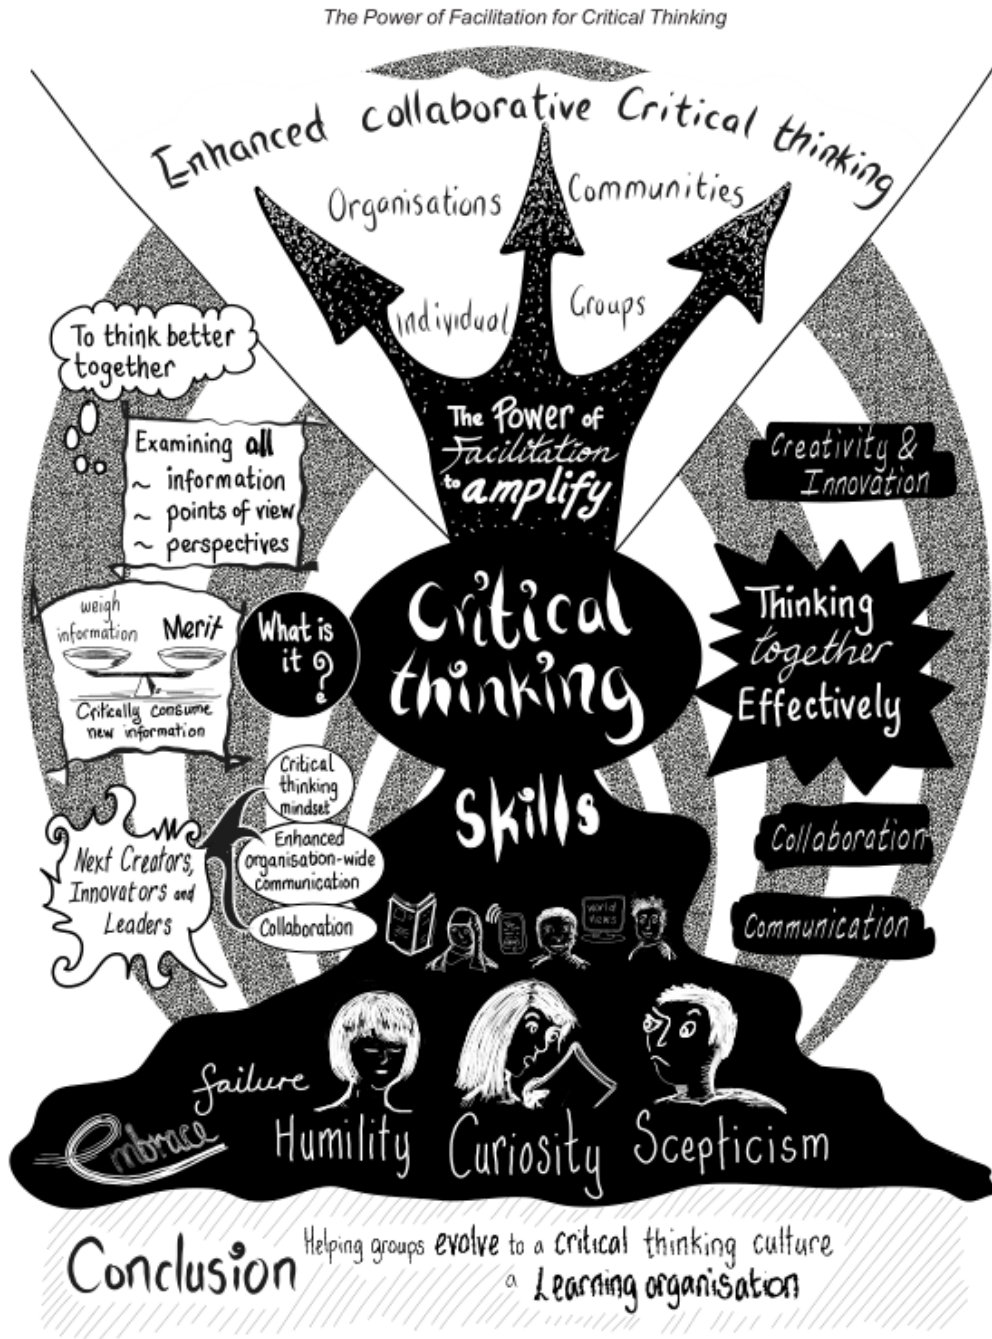 The Power of Facilitation for Critical Thinking
Enhanced collaborative Critical thinking
Organisations
Communities
Individual
Groups
The Power of
Facilitation
to amplify
To think better
together
Examining all
~ information
~ points of view
~ perspectives
weigh
information
Merit
Critically consume
new information
What is
it ?
Critical
thinking
Skills
Creativity &
Innovation
Thinking
together
Effectively
Collaboration
Communication
Critical
thinking
mindset
Enhanced
organisation-wide
communication
Collaboration
Next Creators,
Innovators and
Leaders
world
news
Embrace
failure
Humility
Curiosity
Scepticism
Conclusion
Helping groups evolve to a critical thinking culture
a Learning organisation